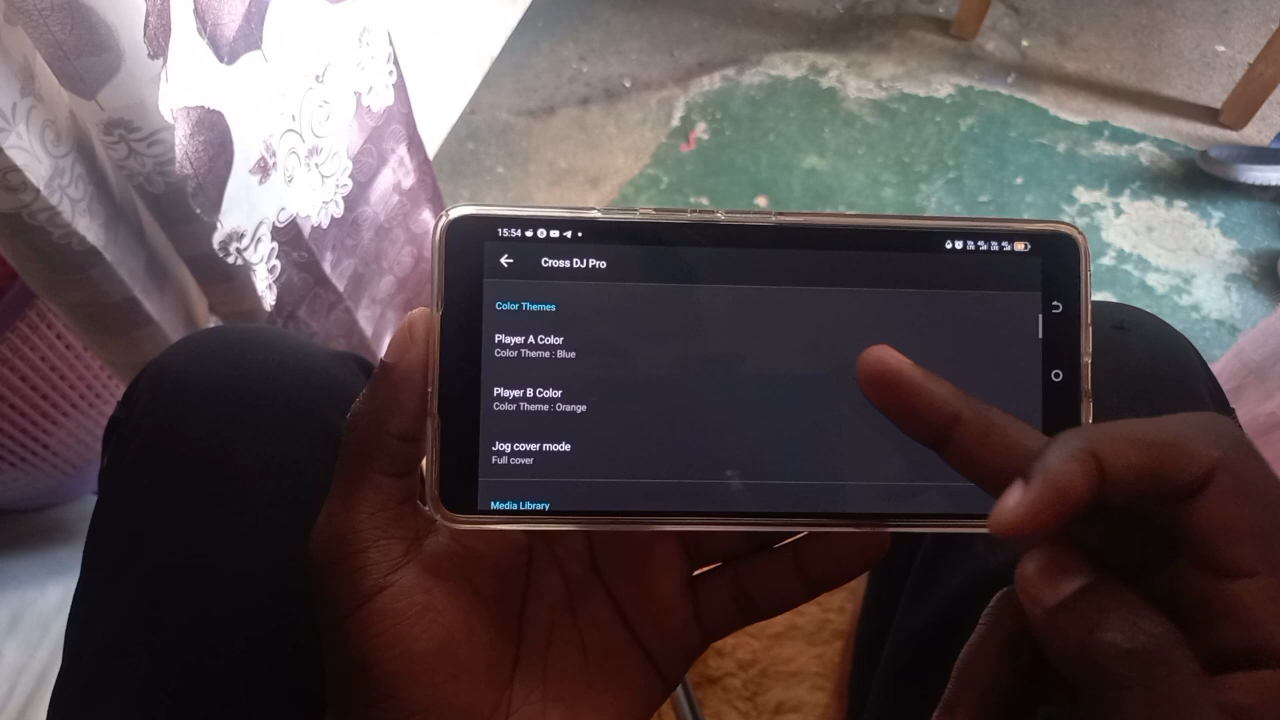 15:54
Cross DJ Pro
Color Themes
Player A Color
Color Theme : Blue
Player B Color
Color Theme : Orange
Jog cover mode
Full cover
Media Library